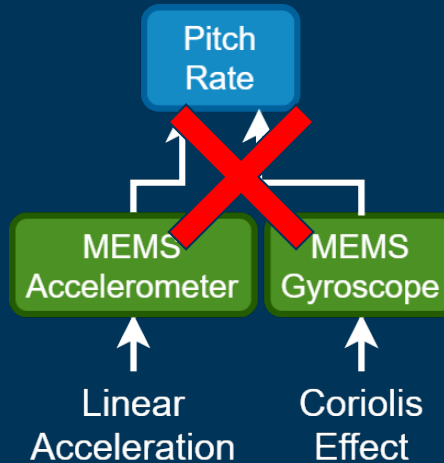 Pitch
Rate
MEMS
Accelerometer
MEMS
Gyroscope
Linear
Acceleration
Coriolis
Effect